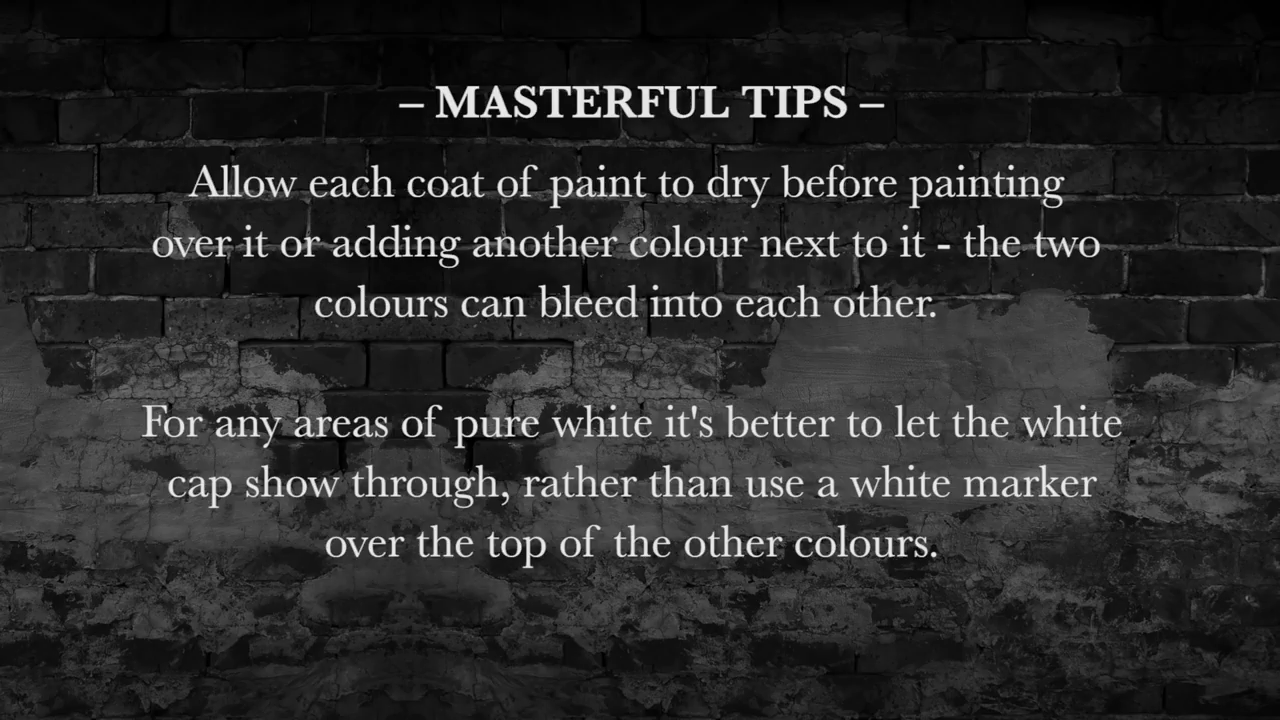 – MASTERFUL TIPS –
Allow each coat of paint to dry before painting
over it or adding another colour next to it - the two
colours can bleed into each other.
For any areas of pure white it's better to let the white
cap show through, rather than use a white marker
over the top of the other colours.